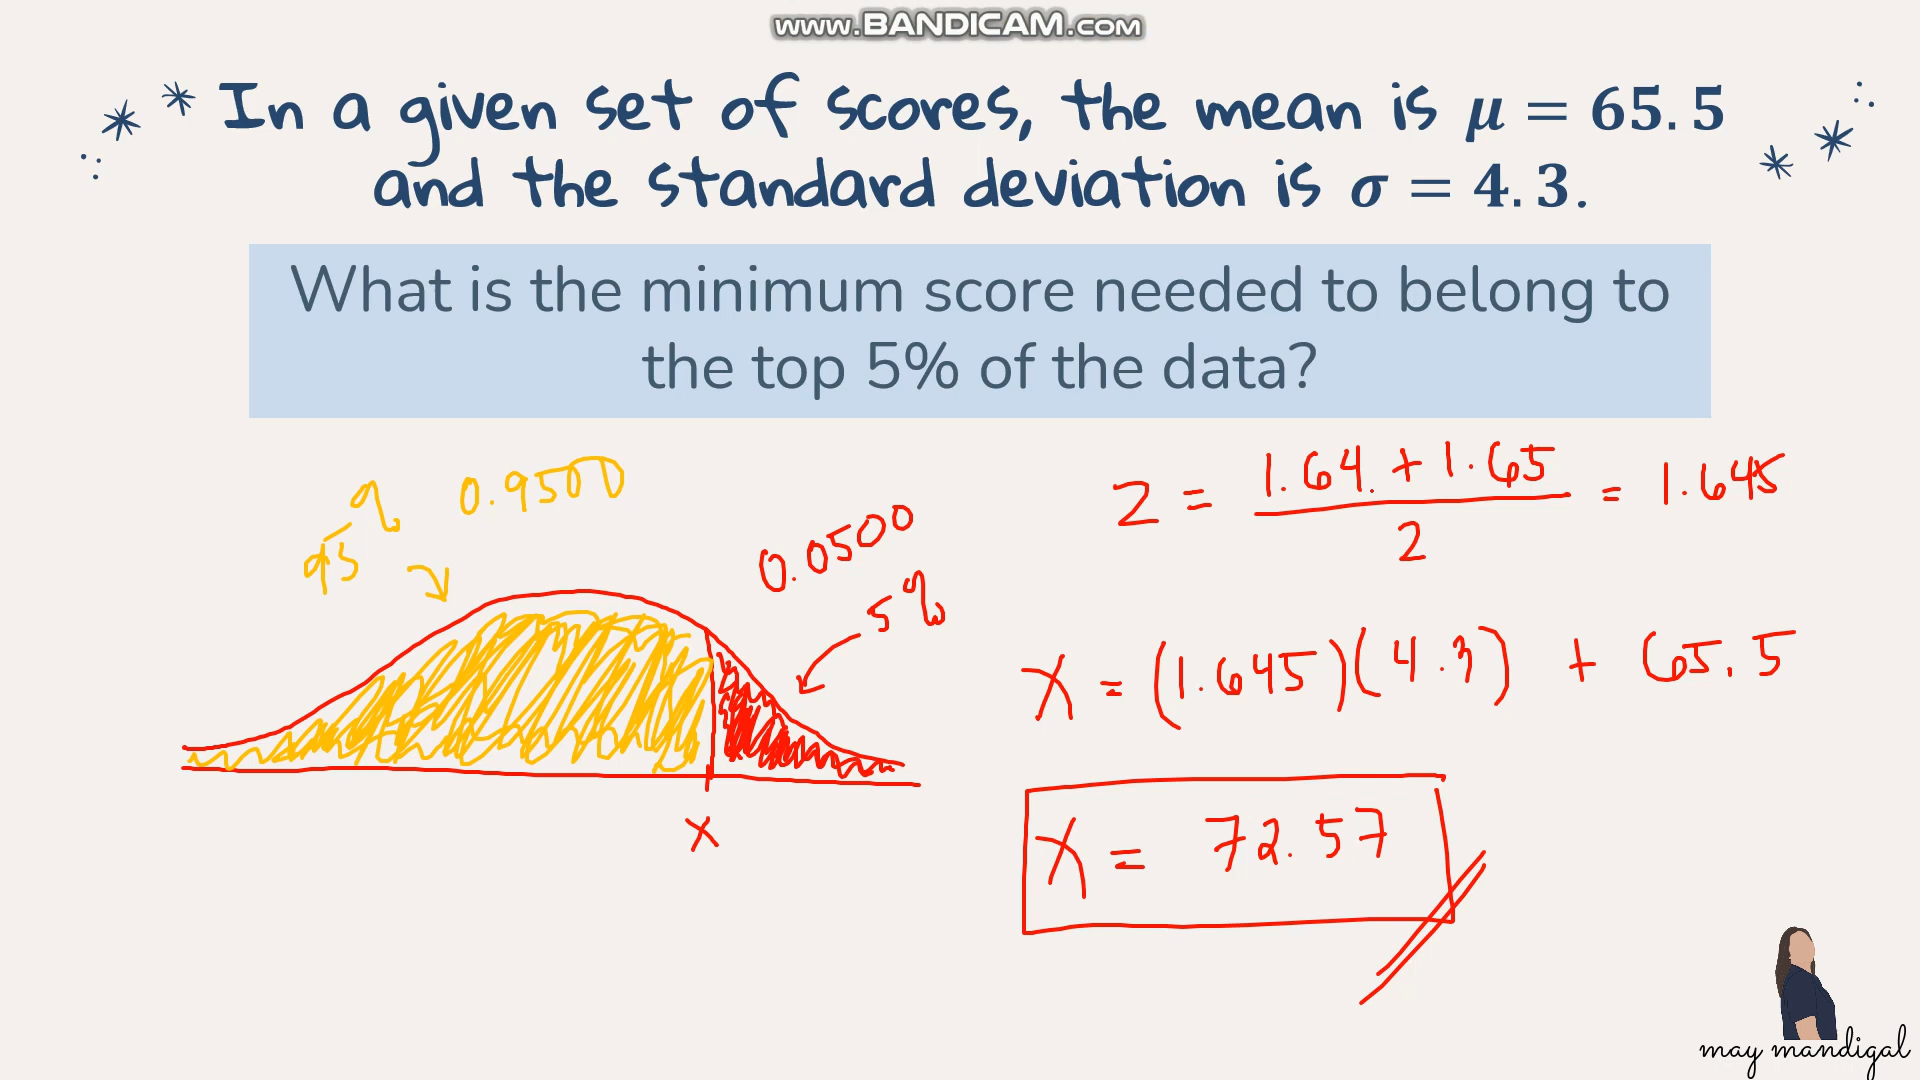 www.BANDICAM.com
In a given set of scores, the mean is μ = 65.5
and the standard deviation is σ = 4.3.
What is the minimum score needed to belong to
the top 5% of the data?
95% 0.9500
0.0500
5%
X
Z = (1.64 + 1.65)/2 = 1.645
X = (1.645)(4.3) + 65.5
X = 72.57
may mandigal